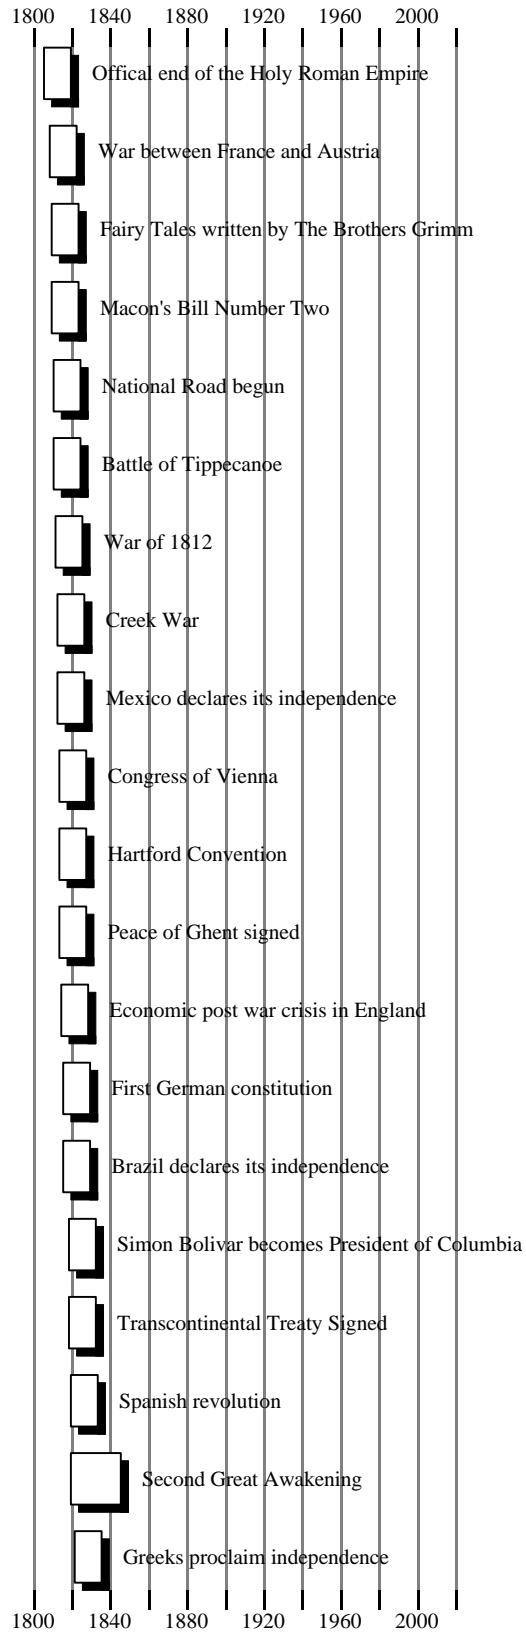 1800 1840 1880 1920 1960 2000
Offical end of the Holy Roman Empire
War between France and Austria
Fairy Tales written by The Brothers Grimm
Macon's Bill Number Two
National Road begun
Battle of Tippecanoe
War of 1812
Creek War
Mexico declares its independence
Congress of Vienna
Hartford Convention
Peace of Ghent signed
Economic post war crisis in England
First German constitution
Brazil declares its independence
Simon Bolivar becomes President of Columbia
Transcontinental Treaty Signed
Spanish revolution
Second Great Awakening
Greeks proclaim independence
1800 1840 1880 1920 1960 2000